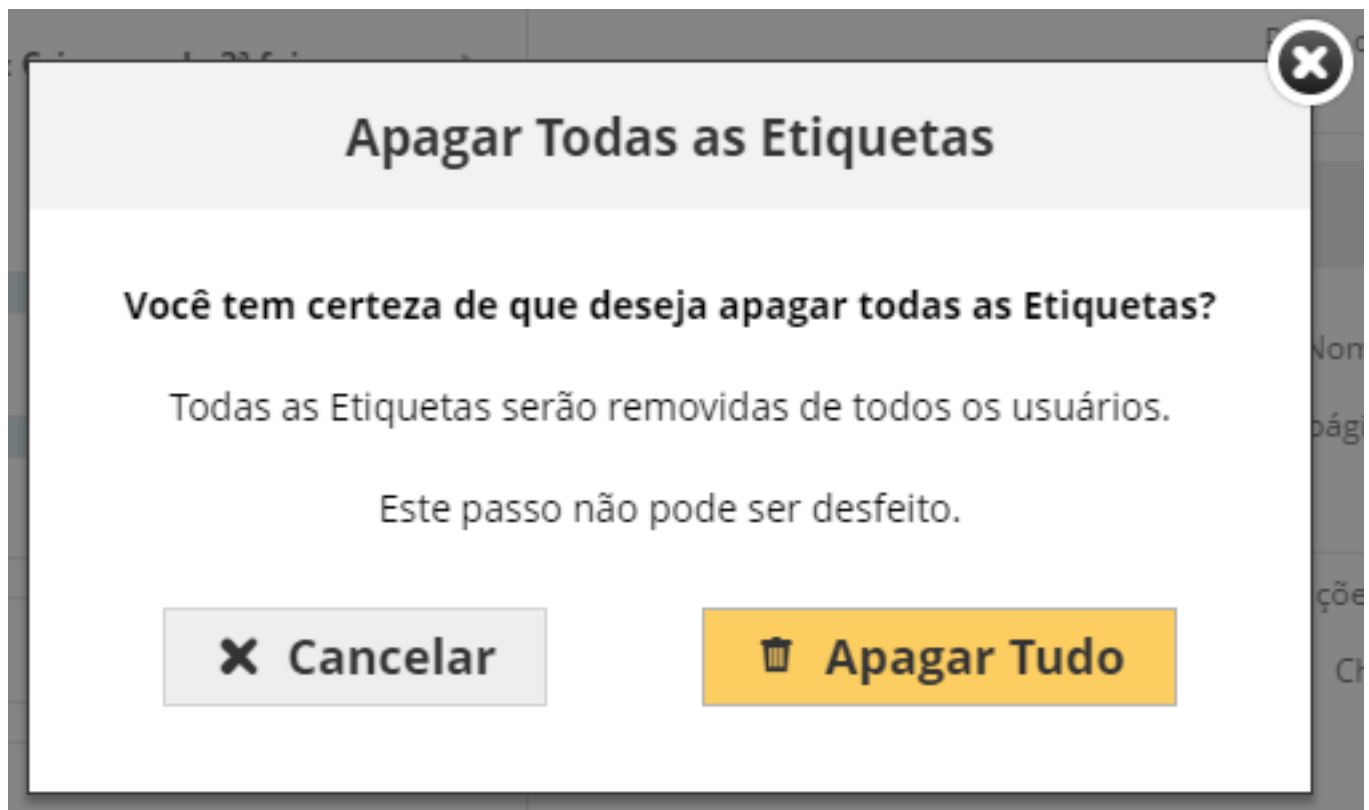 Apagar Todas as Etiquetas
Você tem certeza de que deseja apagar todas as Etiquetas?
Todas as Etiquetas serão removidas de todos os usuários.
Este passo não pode ser desfeito.
Cancelar
Apagar Tudo